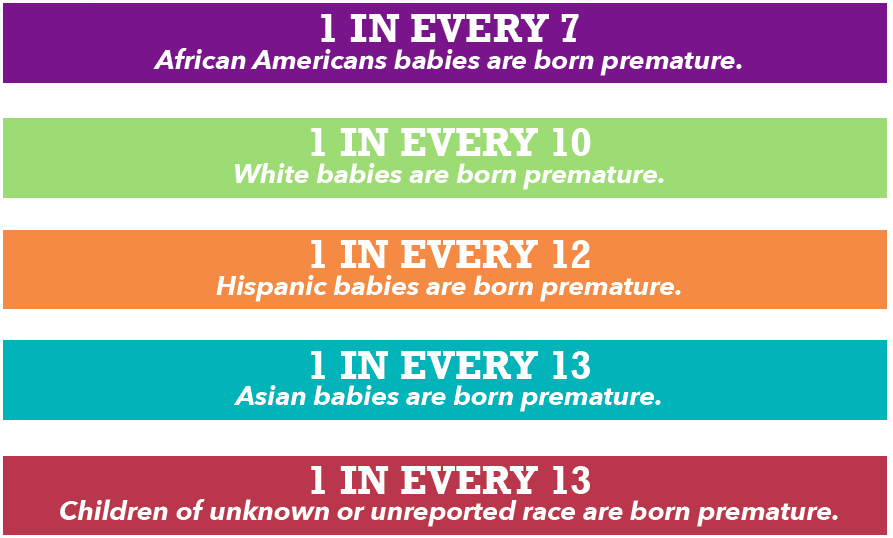 1 IN EVERY 7
African Americans babies are born premature.
1 IN EVERY 10
White babies are born premature.
1 IN EVERY 12
Hispanic babies are born premature.
1 IN EVERY 13
Asian babies are born premature.
1 IN EVERY 13
Children of unknown or unreported race are born premature.